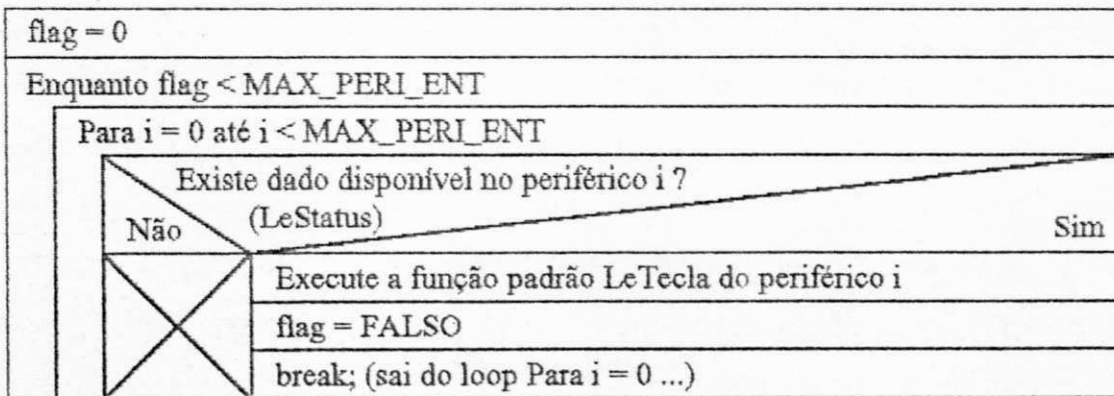 flag = 0
Enquanto flag < MAX_PERI_ENT
Para i = 0 até i < MAX_PERI_ENT
Existe dado disponível no periférico i ?
(LeStatus)
Não
Sim
Execute a função padrão LeTecla do periférico i
flag = FALSO
break; (sai do loop Para i = 0 ...)